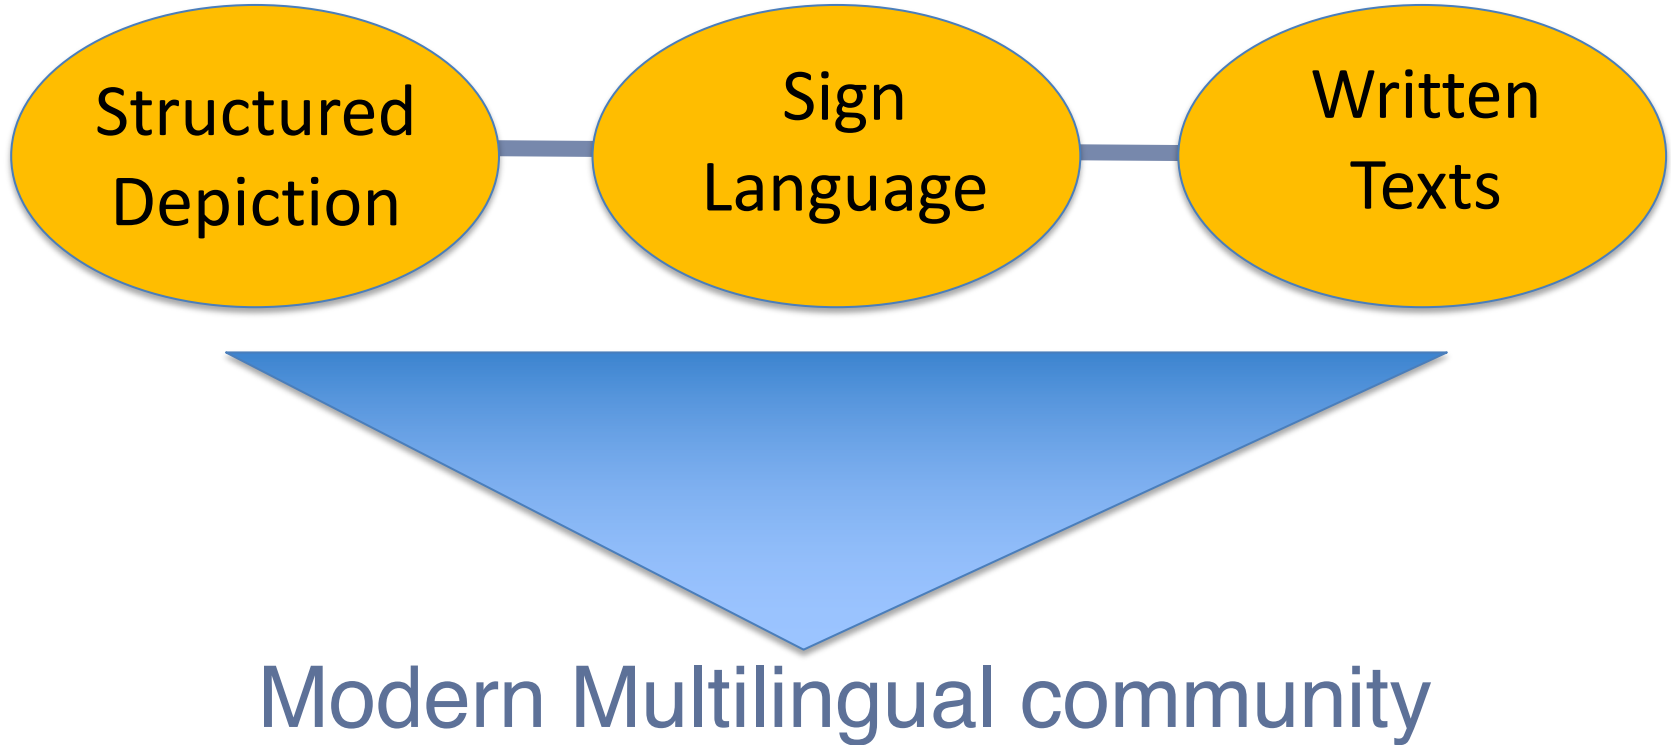 Structured
Depiction
Sign
Language
Written
Texts
Modern Multilingual community